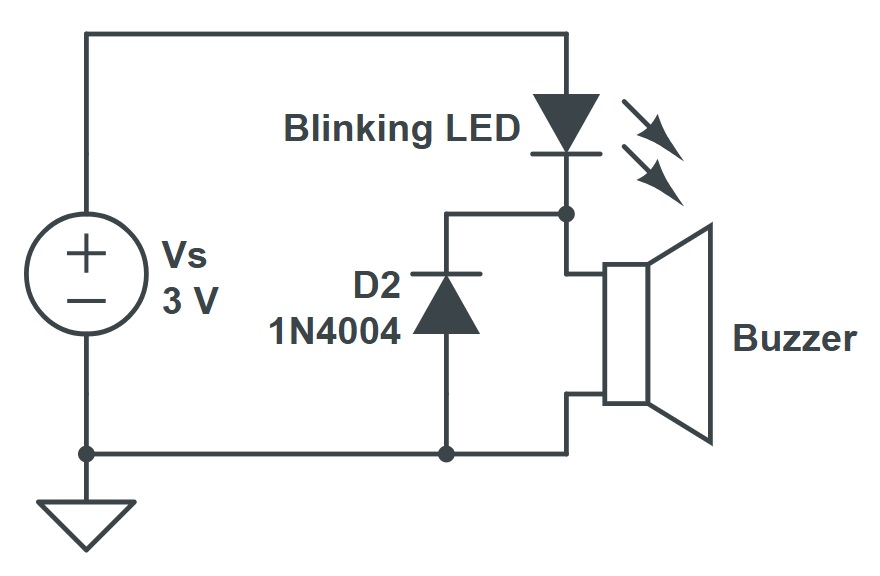 Blinking LED
Vs
3 V
D2
1N4004
Buzzer